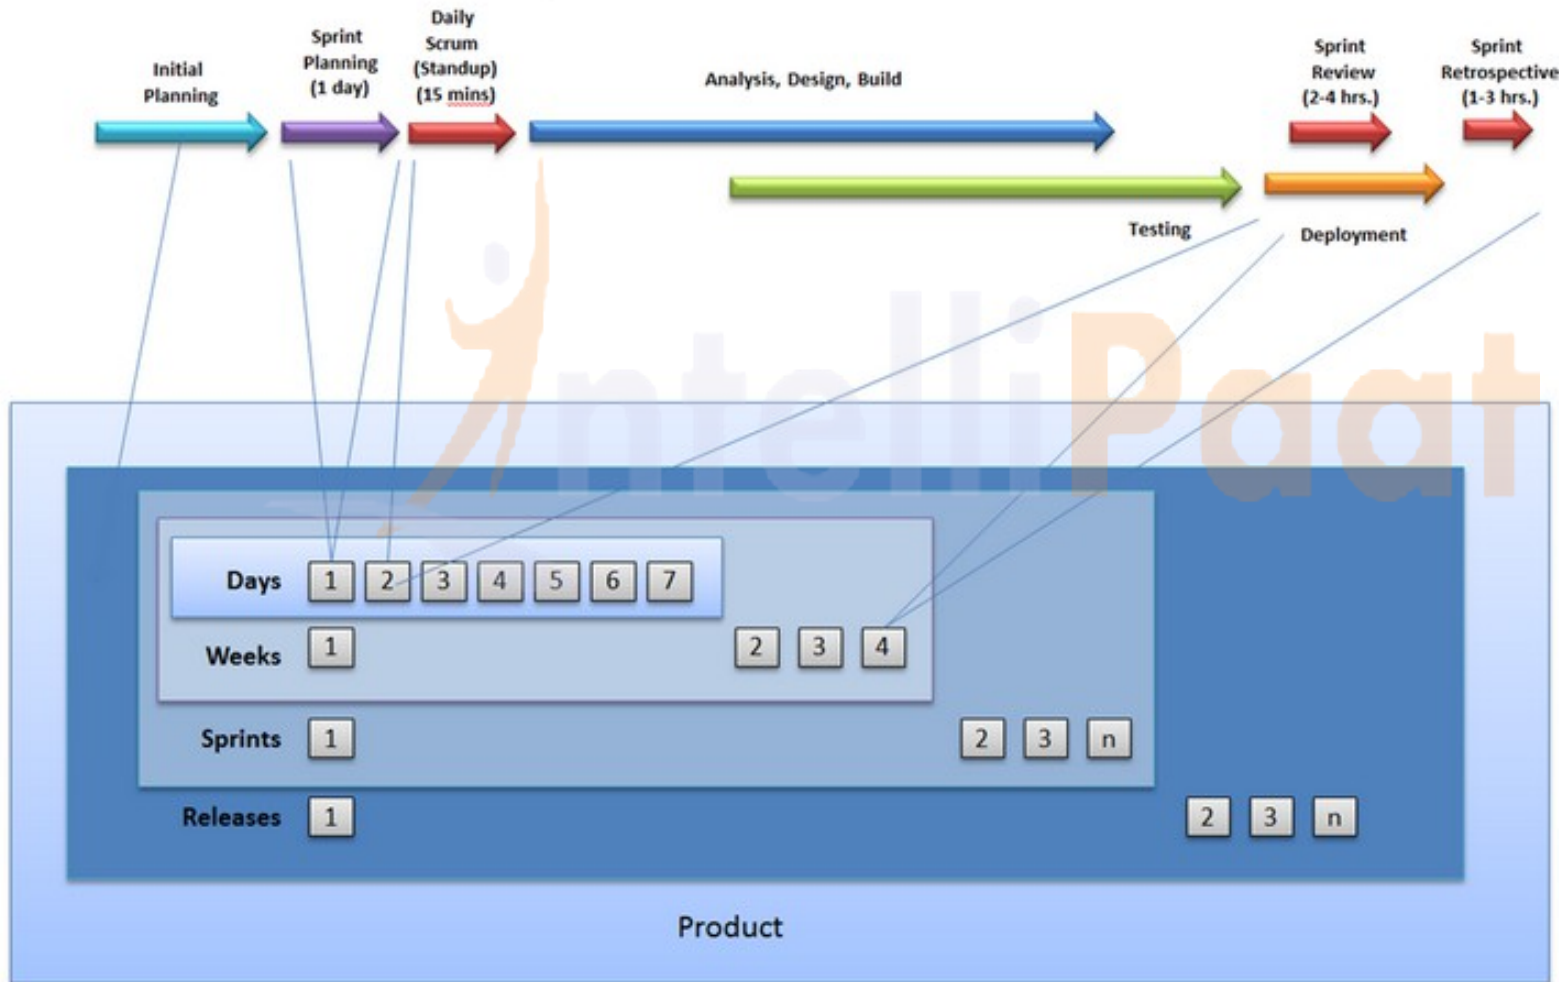 Initial
Planning
Sprint
Planning
(1 day)
Daily
Scrum
(Standup)
(15 mins)
Analysis, Design, Build
Sprint
Review
(2-4 hrs.)
Sprint
Retrospective
(1-3 hrs.)
Testing
Deployment
intelliPaat
Days 1 2 3 4 5 6 7
Weeks 1 2 3 4
Sprints 1 2 3 n
Releases 1 2 3 n
Product